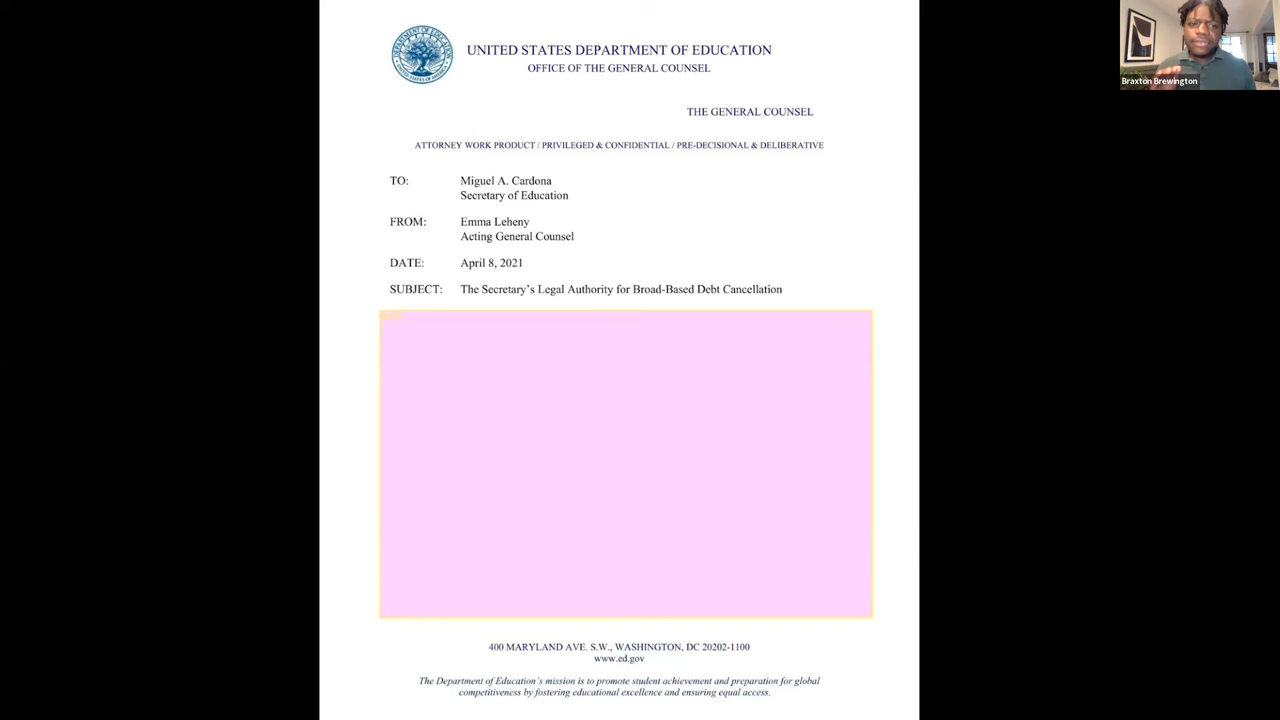 UNITED STATES DEPARTMENT OF EDUCATION
OFFICE OF THE GENERAL COUNSEL
THE GENERAL COUNSEL
ATTORNEY WORK PRODUCT / PRIVILEGED & CONFIDENTIAL / PRE-DECISIONAL & DELIBERATIVE
TO: Miguel A. Cardona
Secretary of Education
FROM: Emma Leheny
Acting General Counsel
DATE: April 8, 2021
SUBJECT: The Secretary's Legal Authority for Broad-Based Debt Cancellation
400 MARYLAND AVE. S.W., WASHINGTON, DC 20202-1100
www.ed.gov
The Department of Education's mission is to promote student achievement and preparation for global
competitiveness by fostering educational excellence and ensuring equal access.
Braxton Brewington